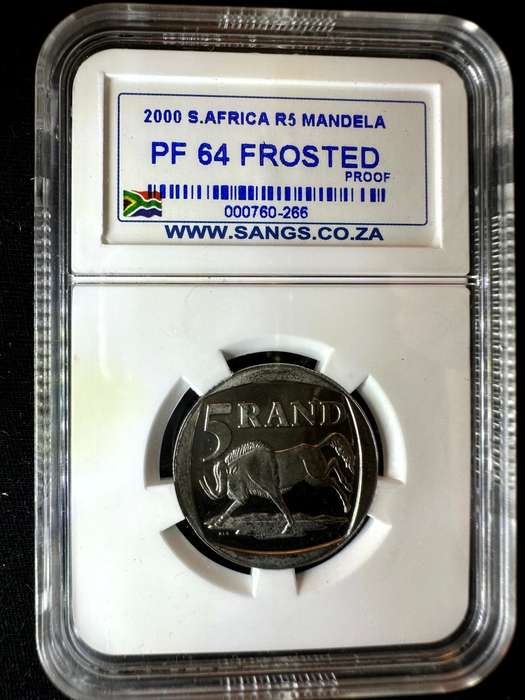 2000 S.AFRICA R5 MANDELA
PF 64 FROSTED
PROOF
000760-266
WWW.SANGS.CO.ZA
5 RAND